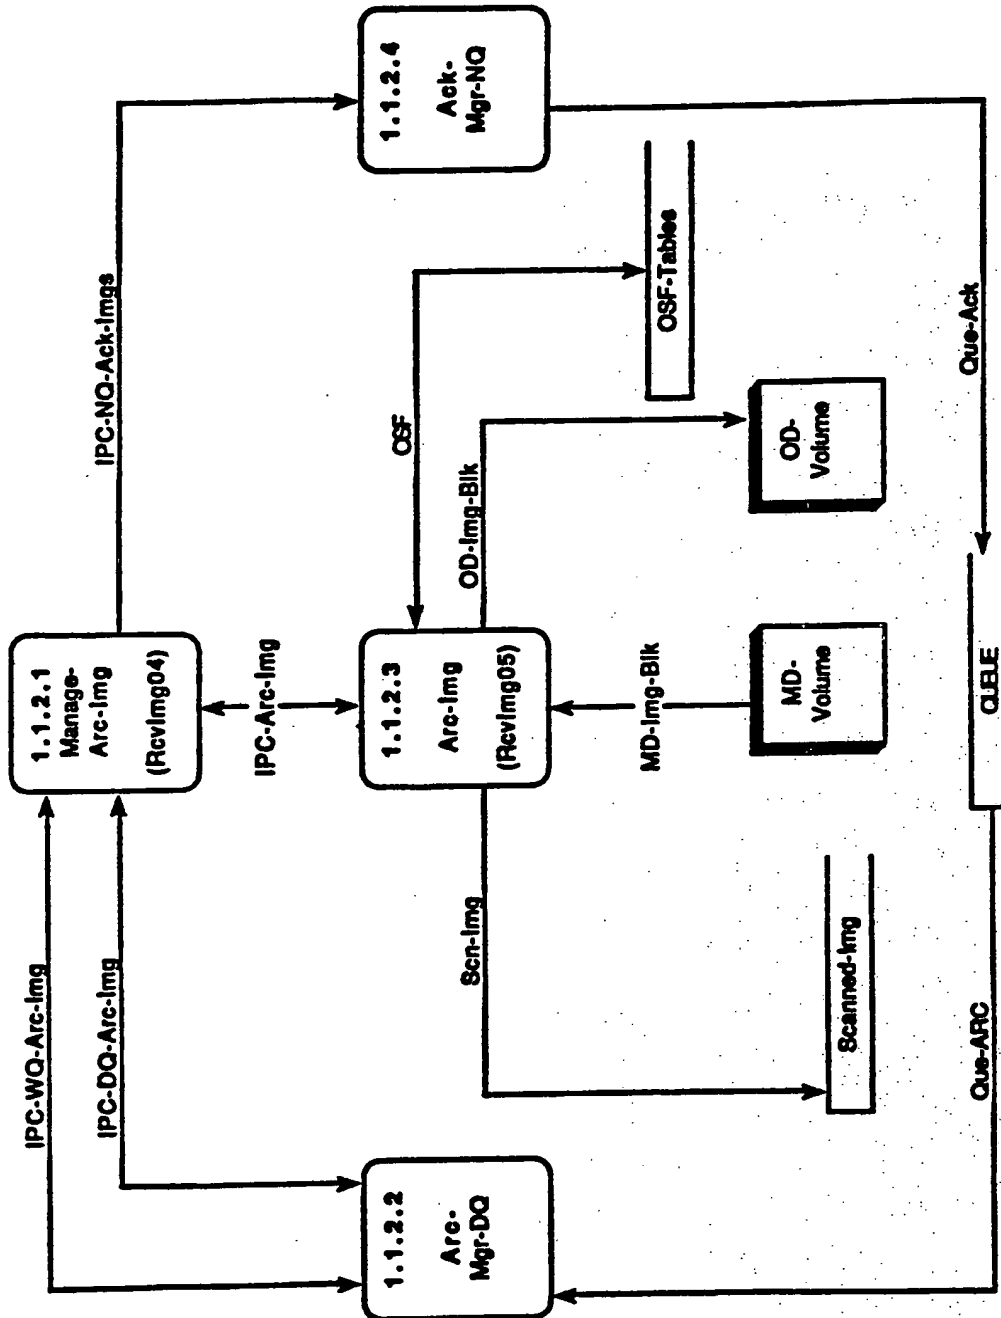 IPC-WQ-Arc-Img
IPC-DQ-Arc-Img
1.1.2.1
Manage-
Arc-Img
(RcvImg04)
IPC-NQ-Ack-Imgs
IPC-Arc-Img
1.1.2.2
Arc-
Mgr-DQ
1.1.2.3
Arc-Img
(RcvImg05)
1.1.2.4
Ack-
Mgr-NQ
Scn-Img
OSF
OD-Img-Blk
MD-Img-Blk
OSF-Tables
Scanned-Img
MD-
Volume
OD-
Volume
Que-ARC
QUEUE
Que-Ack